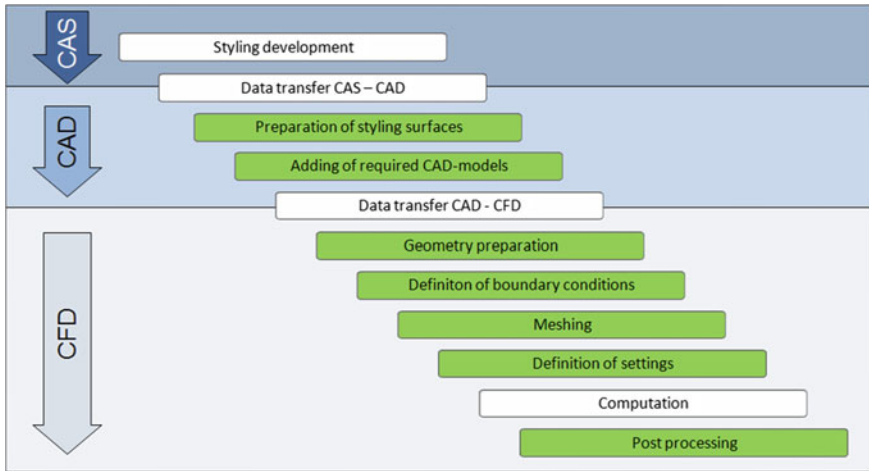 CAS
Styling development
Data transfer CAS – CAD
CAD
Preparation of styling surfaces
Adding of required CAD-models
Data transfer CAD - CFD
CFD
Geometry preparation
Definiton of boundary conditions
Meshing
Definition of settings
Computation
Post processing